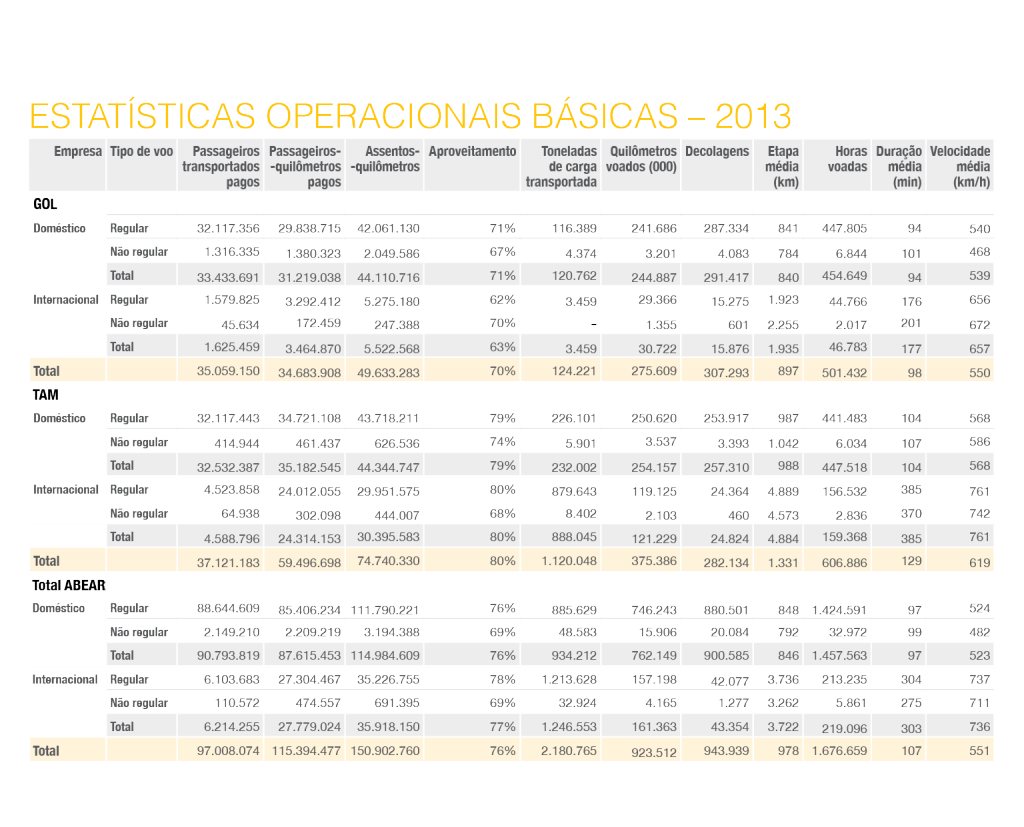 ESTATÍSTICAS OPERACIONAIS BÁSICAS – 2013
Empresa Tipo de voo Passageiros Passageiros- Assentos- Aproveitamento Toneladas Quilômetros Decolagens Etapa Horas Duração Velocidade
transportados -quilômetros -quilômetros de carga voados (000) média voadas média média
pagos pagos transportada (km) (min) (km/h)
GOL
Doméstico Regular 32.117.356 29.838.715 42.061.130 71% 116.389 241.686 287.334 841 447.805 94 540
Não regular 1.316.335 1.380.323 2.049.586 67% 4.374 3.201 4.083 784 6.844 101 468
Total 33.433.691 31.219.038 44.110.716 71% 120.762 244.887 291.417 840 454.649 94 539
Internacional Regular 1.579.825 3.292.412 5.275.180 62% 3.459 29.366 15.275 1.923 44.766 176 656
Não regular 45.634 172.459 247.388 70% – 1.355 601 2.255 2.017 201 672
Total 1.625.459 3.464.870 5.522.568 63% 3.459 30.722 15.876 1.935 46.783 177 657
Total 35.059.150 34.683.908 49.633.283 70% 124.221 275.609 307.293 897 501.432 98 550
TAM
Doméstico Regular 32.117.443 34.721.108 43.718.211 79% 226.101 250.620 253.917 987 441.483 104 568
Não regular 414.944 461.437 626.536 74% 5.901 3.537 3.393 1.042 6.034 107 586
Total 32.532.387 35.182.545 44.344.747 79% 232.002 254.157 257.310 988 447.518 104 568
Internacional Regular 4.523.858 24.012.055 29.951.575 80% 879.643 119.125 24.364 4.889 156.532 385 761
Não regular 64.938 302.098 444.007 68% 8.402 2.103 460 4.573 2.836 370 742
Total 4.588.796 24.314.153 30.395.583 80% 888.045 121.229 24.824 4.884 159.368 385 761
Total 37.121.183 59.496.698 74.740.330 80% 1.120.048 375.386 282.134 1.331 606.886 129 619
Total ABEAR
Doméstico Regular 88.644.609 85.406.234 111.790.221 76% 885.629 746.243 880.501 848 1.424.591 97 524
Não regular 2.149.210 2.209.219 3.194.388 69% 48.583 15.906 20.084 792 32.972 99 482
Total 90.793.819 87.615.453 114.984.609 76% 934.212 762.149 900.585 846 1.457.563 97 523
Internacional Regular 6.103.683 27.304.467 35.226.755 78% 1.213.628 157.198 42.077 3.736 213.235 304 737
Não regular 110.572 474.557 691.395 69% 32.924 4.165 1.277 3.262 5.861 275 711
Total 6.214.255 27.779.024 35.918.150 77% 1.246.553 161.363 43.354 3.722 219.096 303 736
Total 97.008.074 115.394.477 150.902.760 76% 2.180.765 923.512 943.939 978 1.676.659 107 551